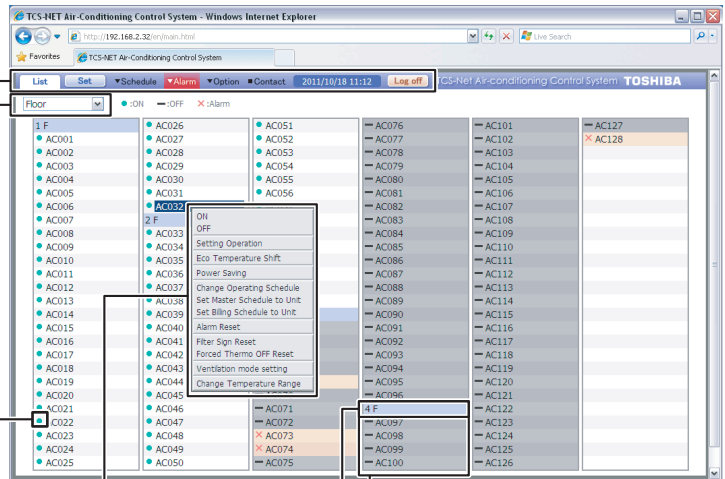 TCS-NET Air-Conditioning Control System - Windows Internet Explorer
http://192.168.2.32/en/main.html
Live Search
Favorites
TCS-NET Air-Conditioning Control System
List Set ▼Schedule ▼Alarm ▼Option ■Contact 2011/10/18 11:12 Log off TCS-Net Air-conditioning Control System TOSHIBA
Floor
:ON
:OFF
:Alarm
1 F
AC001
AC002
AC003
AC004
AC005
AC006
AC007
AC008
AC009
AC010
AC011
AC012
AC013
AC014
AC015
AC016
AC017
AC018
AC019
AC020
AC021
AC022
AC023
AC024
AC025
AC026
AC027
AC028
AC029
AC030
AC031
AC032
2 F
AC033
AC034
AC035
AC036
AC037
AC038
AC039
AC040
AC041
AC042
AC043
AC044
AC045
AC046
AC047
AC048
AC049
AC050
ON
OFF
Setting Operation
Eco Temperature Shift
Power Saving
Change Operating Schedule
Set Master Schedule to Unit
Set Billing Schedule to Unit
Alarm Reset
Filter Sign Reset
Forced Thermo OFF Reset
Ventilation mode setting
Change Temperature Range
AC051
AC052
AC053
AC054
AC055
AC056
AC071
AC072
AC073
AC074
AC075
AC076
AC077
AC078
AC079
AC080
AC081
AC082
AC083
AC084
AC085
AC086
AC087
AC088
AC089
AC090
AC091
AC092
AC093
AC094
AC095
AC096
4 F
AC097
AC098
AC099
AC100
AC101
AC102
AC103
AC104
AC105
AC106
AC107
AC108
AC109
AC110
AC111
AC112
AC113
AC114
AC115
AC116
AC117
AC118
AC119
AC120
AC121
AC122
AC123
AC124
AC125
AC126
AC127
AC128